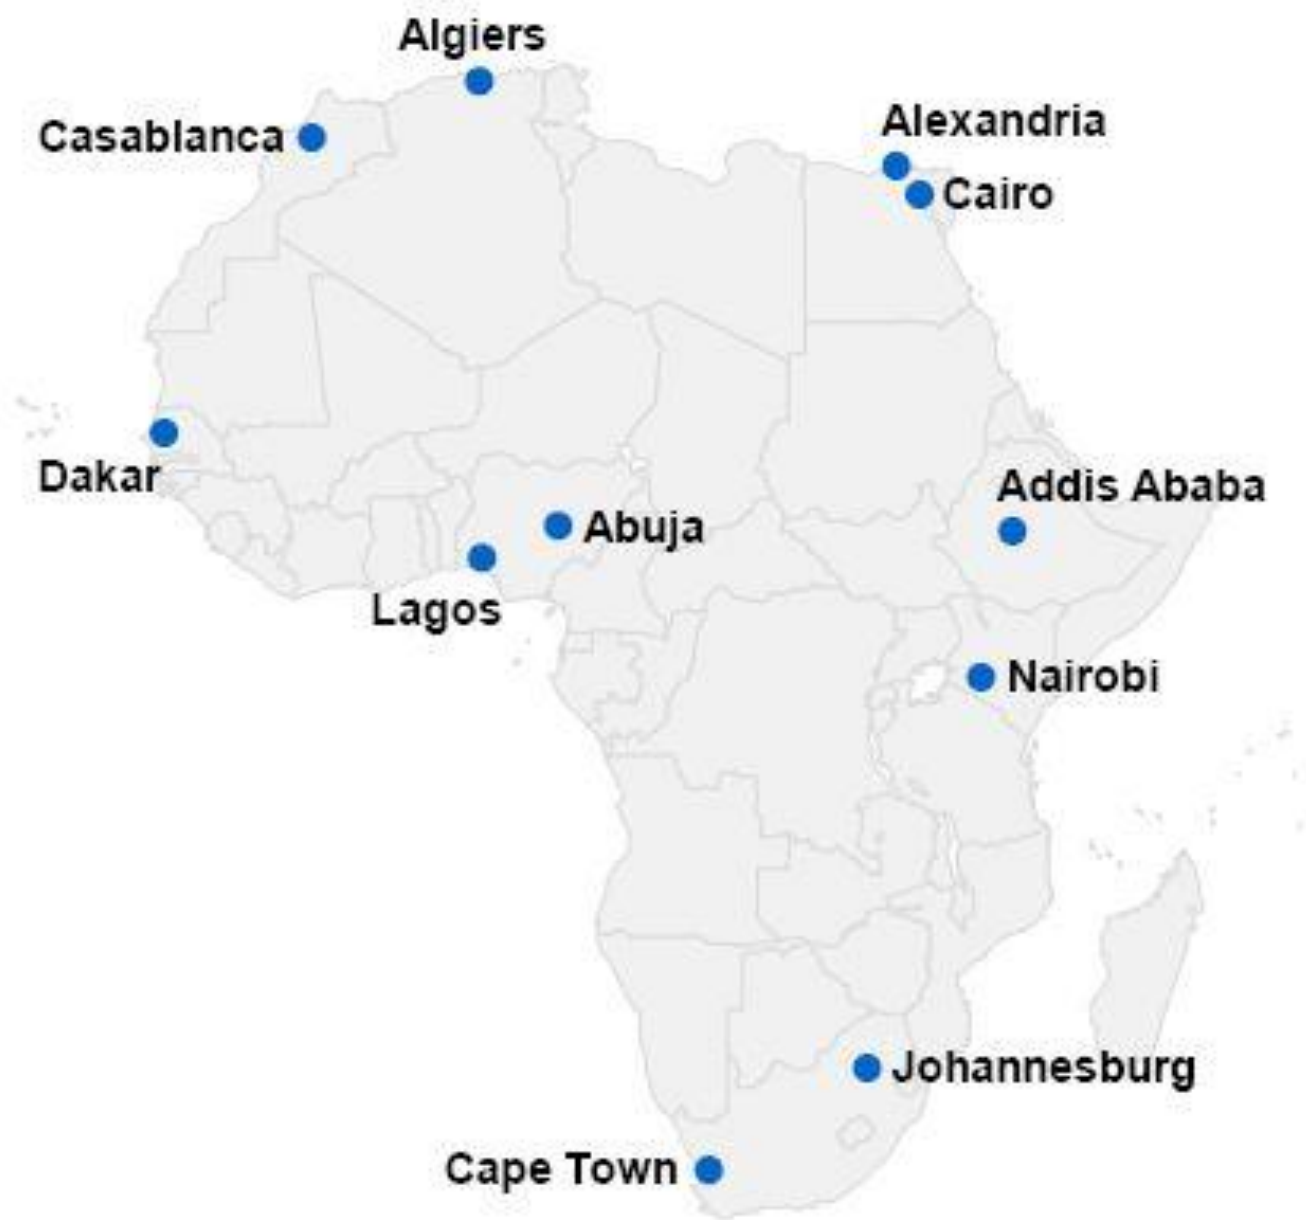 Algiers
Casablanca
Alexandria
Cairo
Dakar
Addis Ababa
Abuja
Lagos
Nairobi
Johannesburg
Cape Town